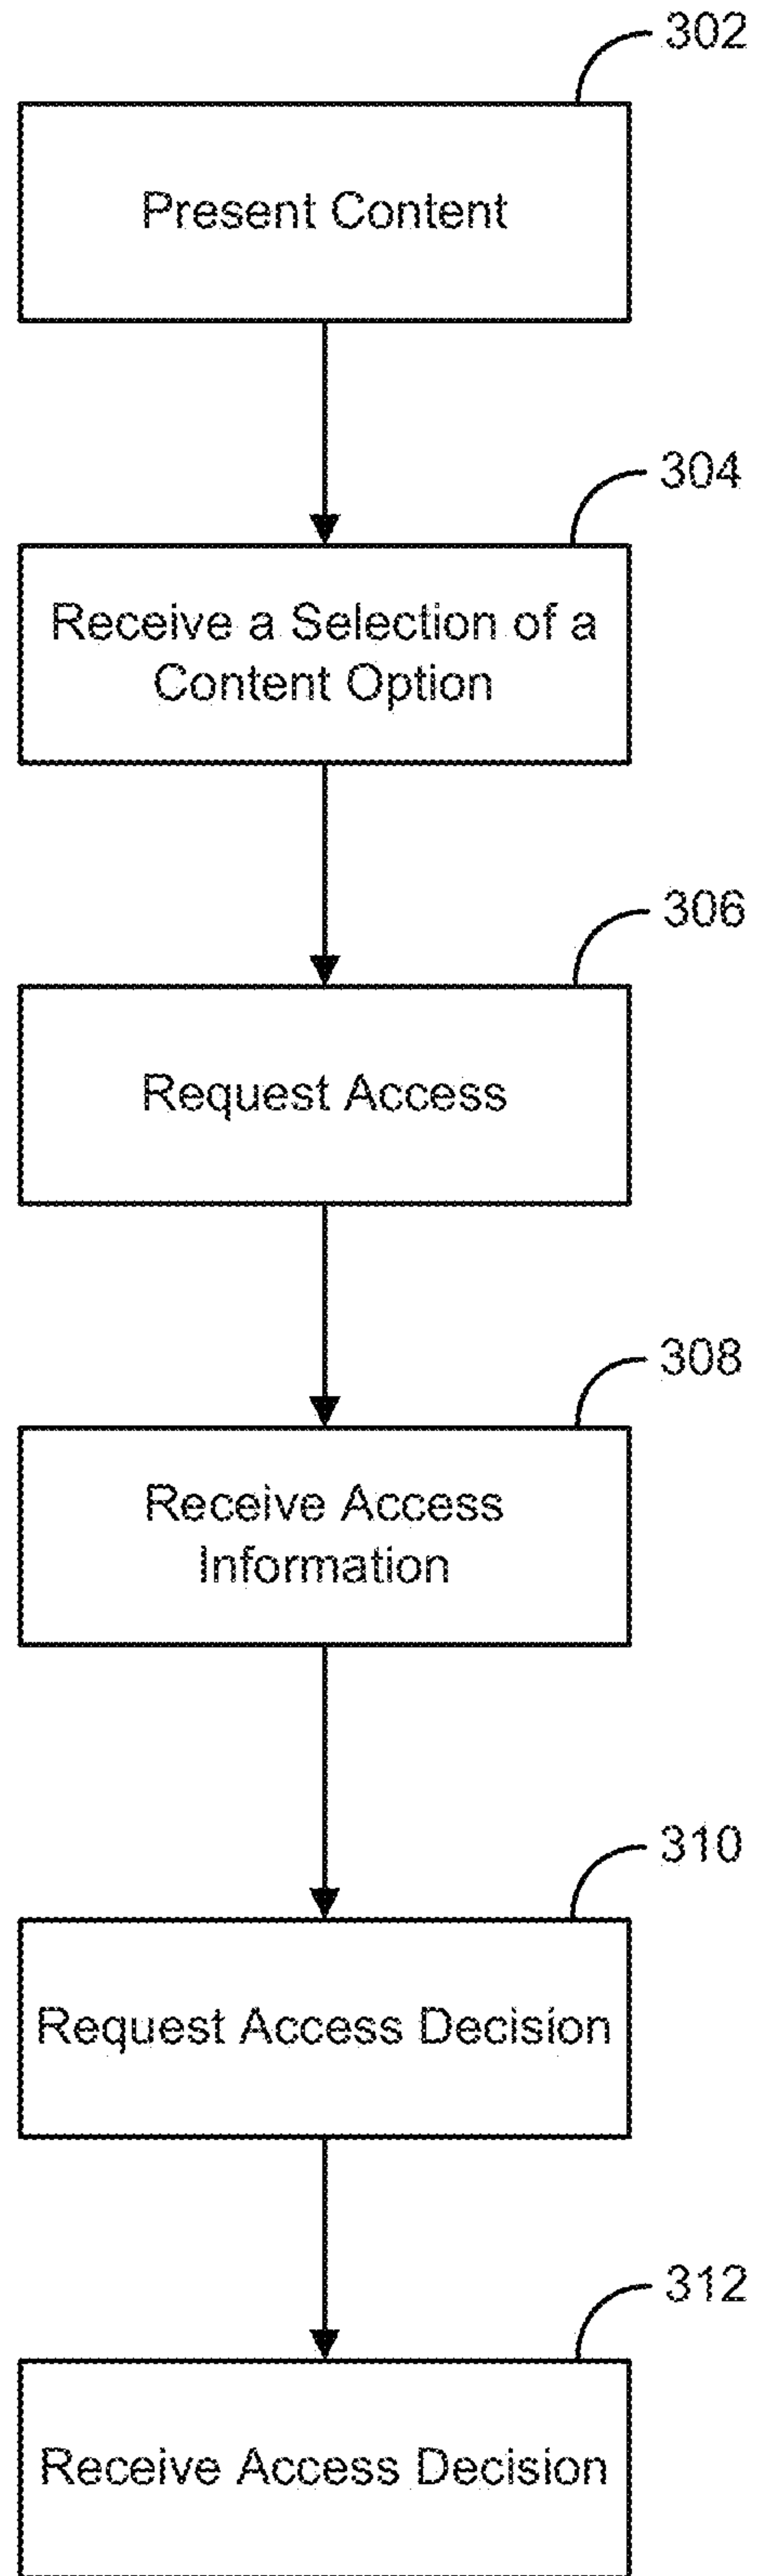 302
Present Content
304
Receive a Selection of a
Content Option
306
Request Access
308
Receive Access
Information
310
Request Access Decision
312
Receive Access Decision